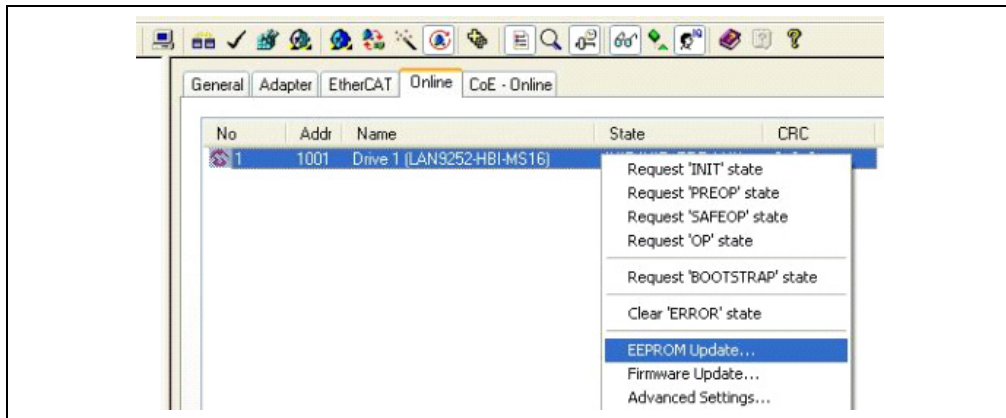 General Adapter EtherCAT Online CoE - Online
No Addr Name State CRC
1 1001 Drive 1 (LAN9252-HBI-MS16)
Request 'INIT' state
Request 'PREOP' state
Request 'SAFEOP' state
Request 'OP' state
Request 'BOOTSTRAP' state
Clear 'ERROR' state
EEPROM Update...
Firmware Update...
Advanced Settings...